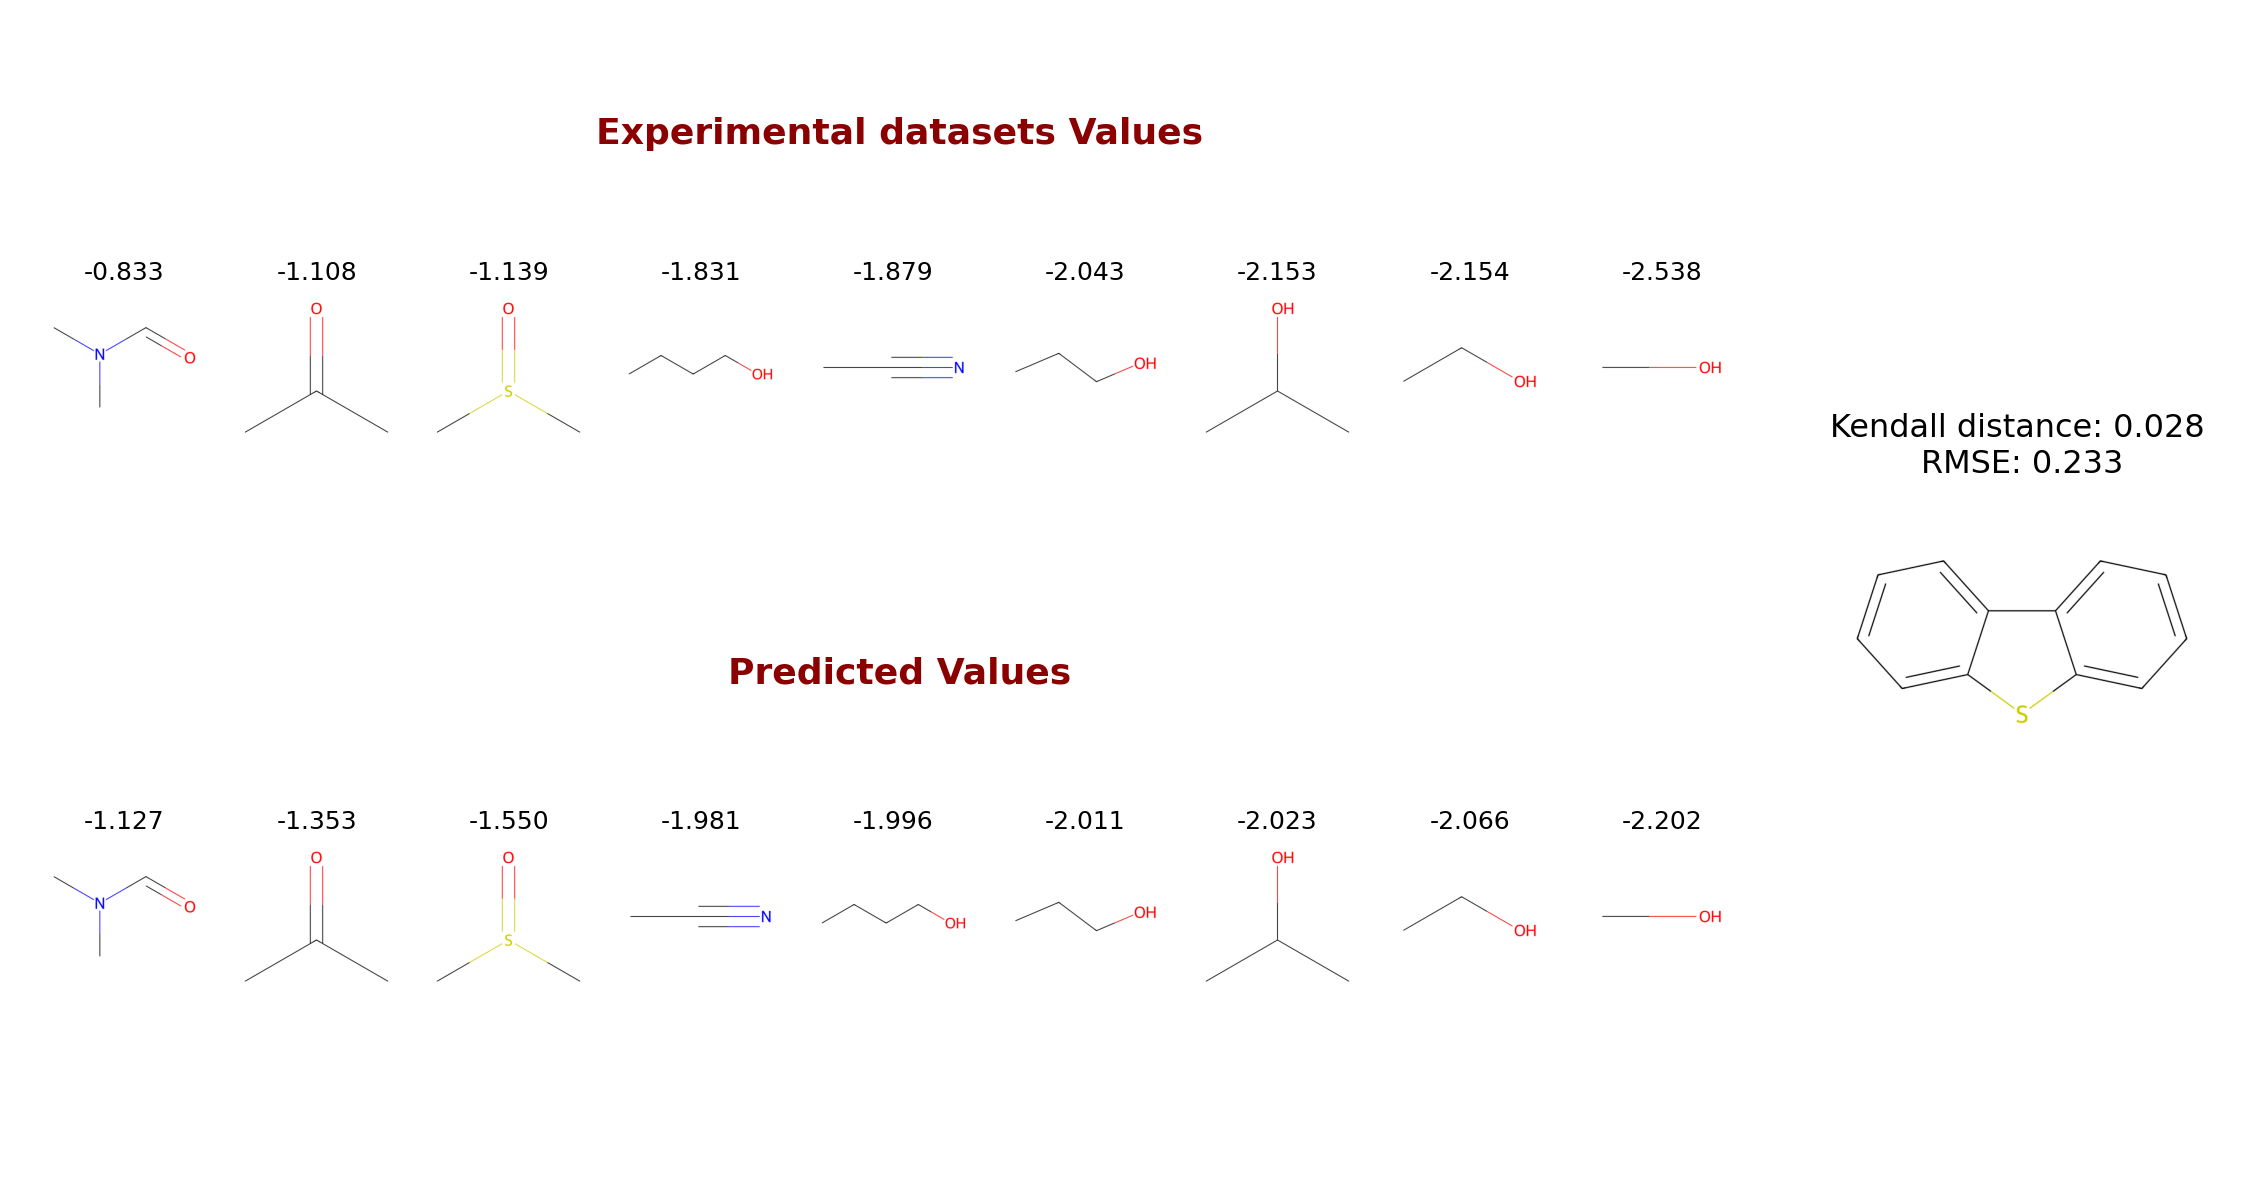 Experimental datasets Values
-0.833 -1.108 -1.139 -1.831 -1.879 -2.043 -2.153 -2.154 -2.538
O O OH
N O S OH N OH OH OH
Kendall distance: 0.028
RMSE: 0.233
Predicted Values
S
-1.127 -1.353 -1.550 -1.981 -1.996 -2.011 -2.023 -2.066 -2.202
O O OH
N O S N OH OH OH OH